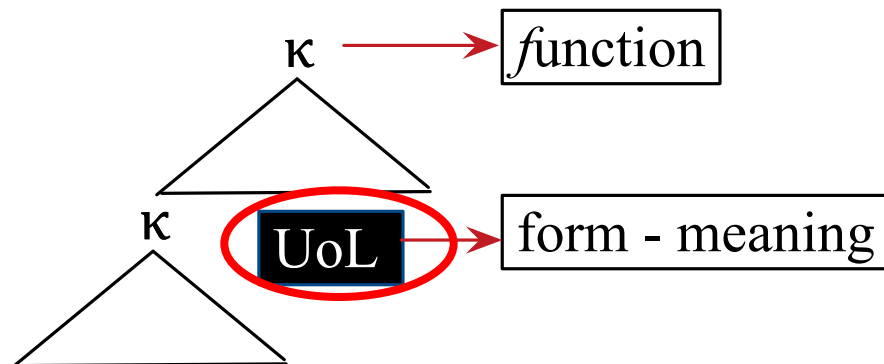 κ
function
κ
UoL
form - meaning